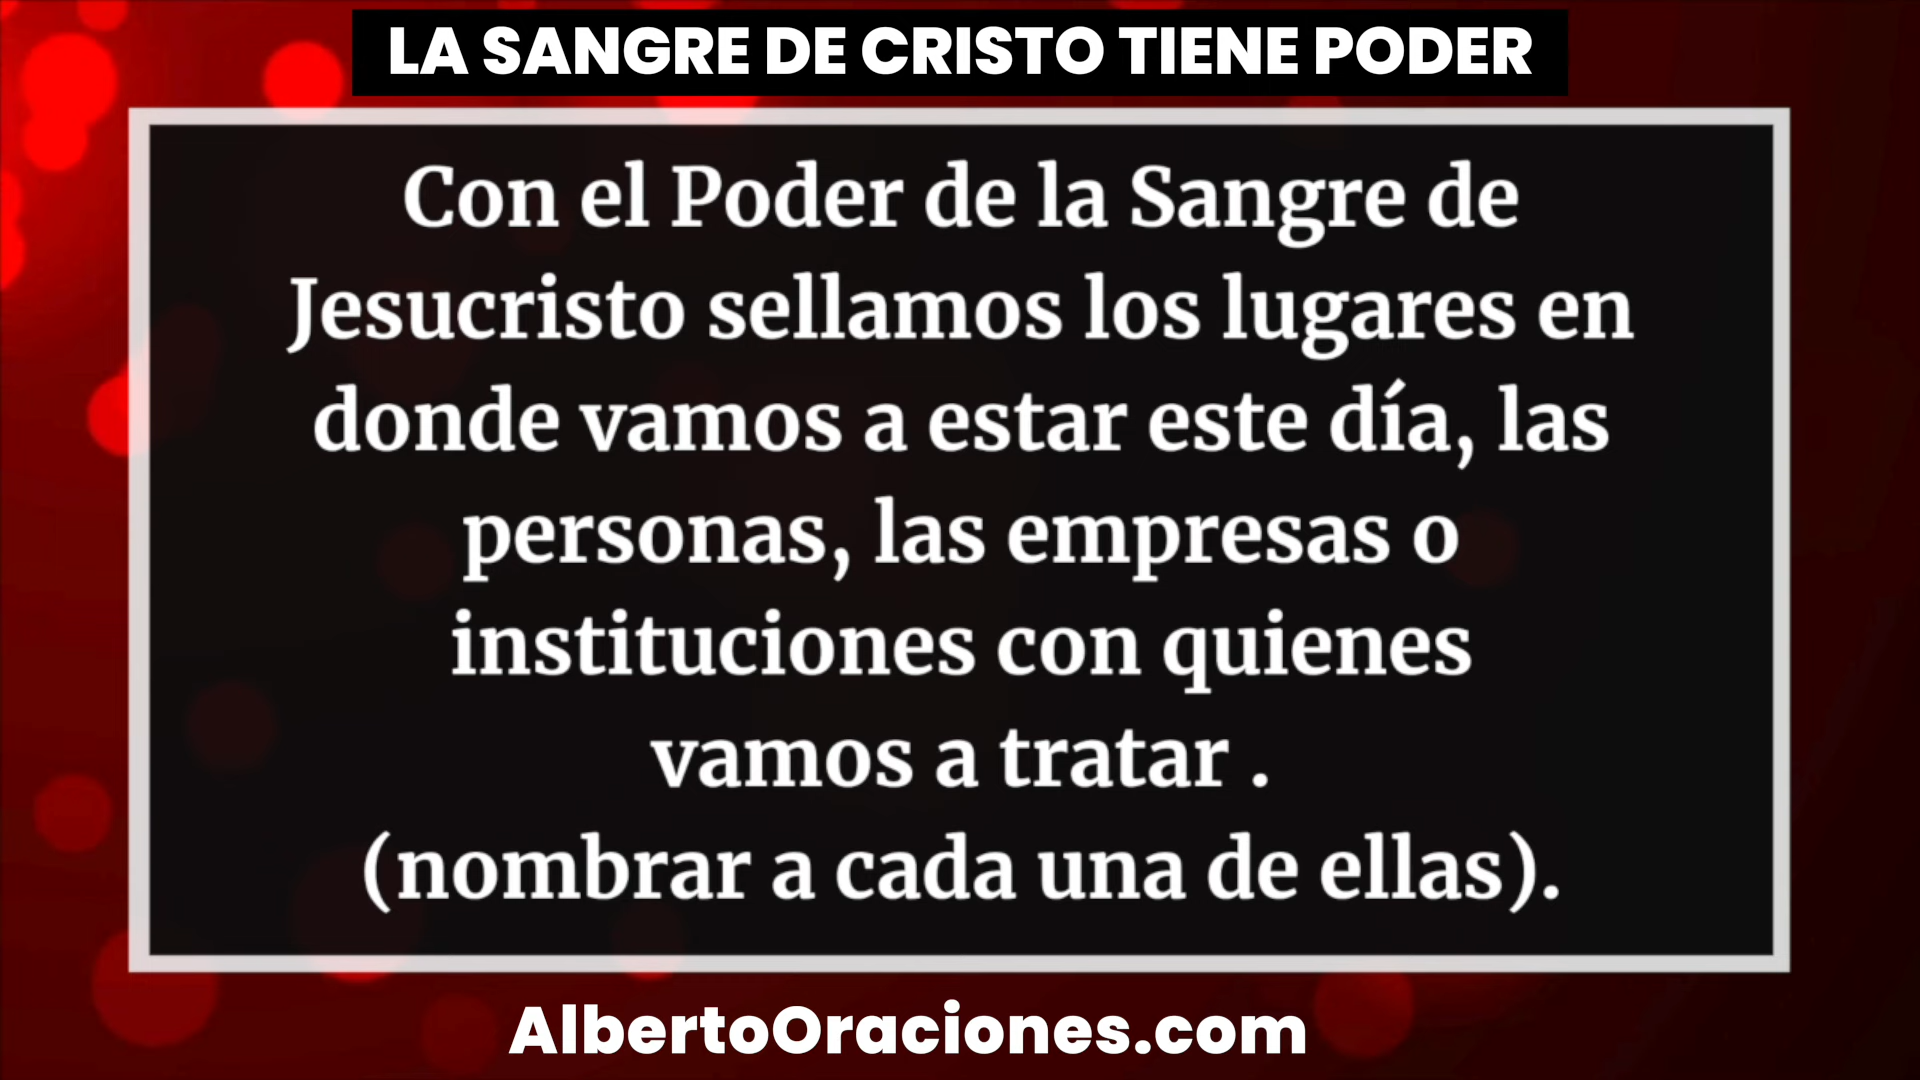 LA SANGRE DE CRISTO TIENE PODER
Con el Poder de la Sangre de
Jesucristo sellamos los lugares en
donde vamos a estar este día, las
personas, las empresas o
instituciones con quienes
vamos a tratar .
(nombrar a cada una de ellas).
AlbertoOraciones.com